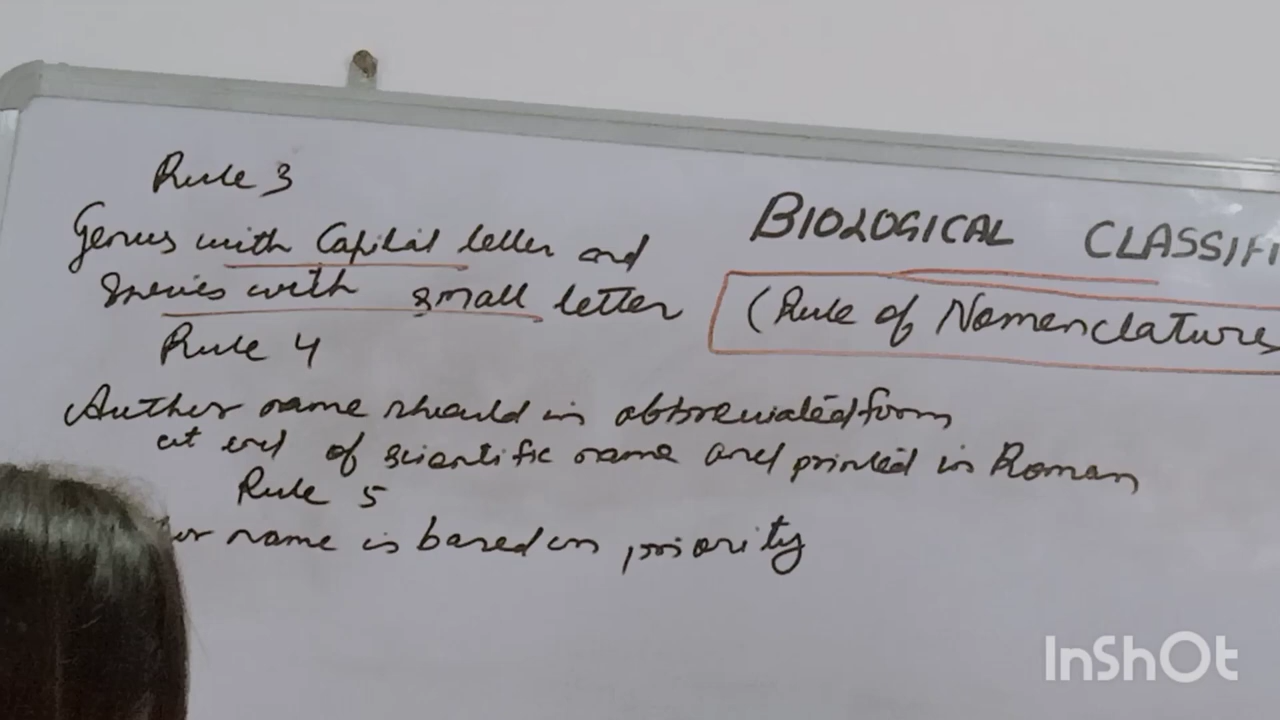 Rule 3
Genus with Capital letter and
Species with small letter
Rule 4
Author name should in abbreviated form
at end of scientific name and printed in Roman
Rule 5
name is based on priority
BIOLOGICAL CLASSIFI
(Rule of Nomenclature
InShOt